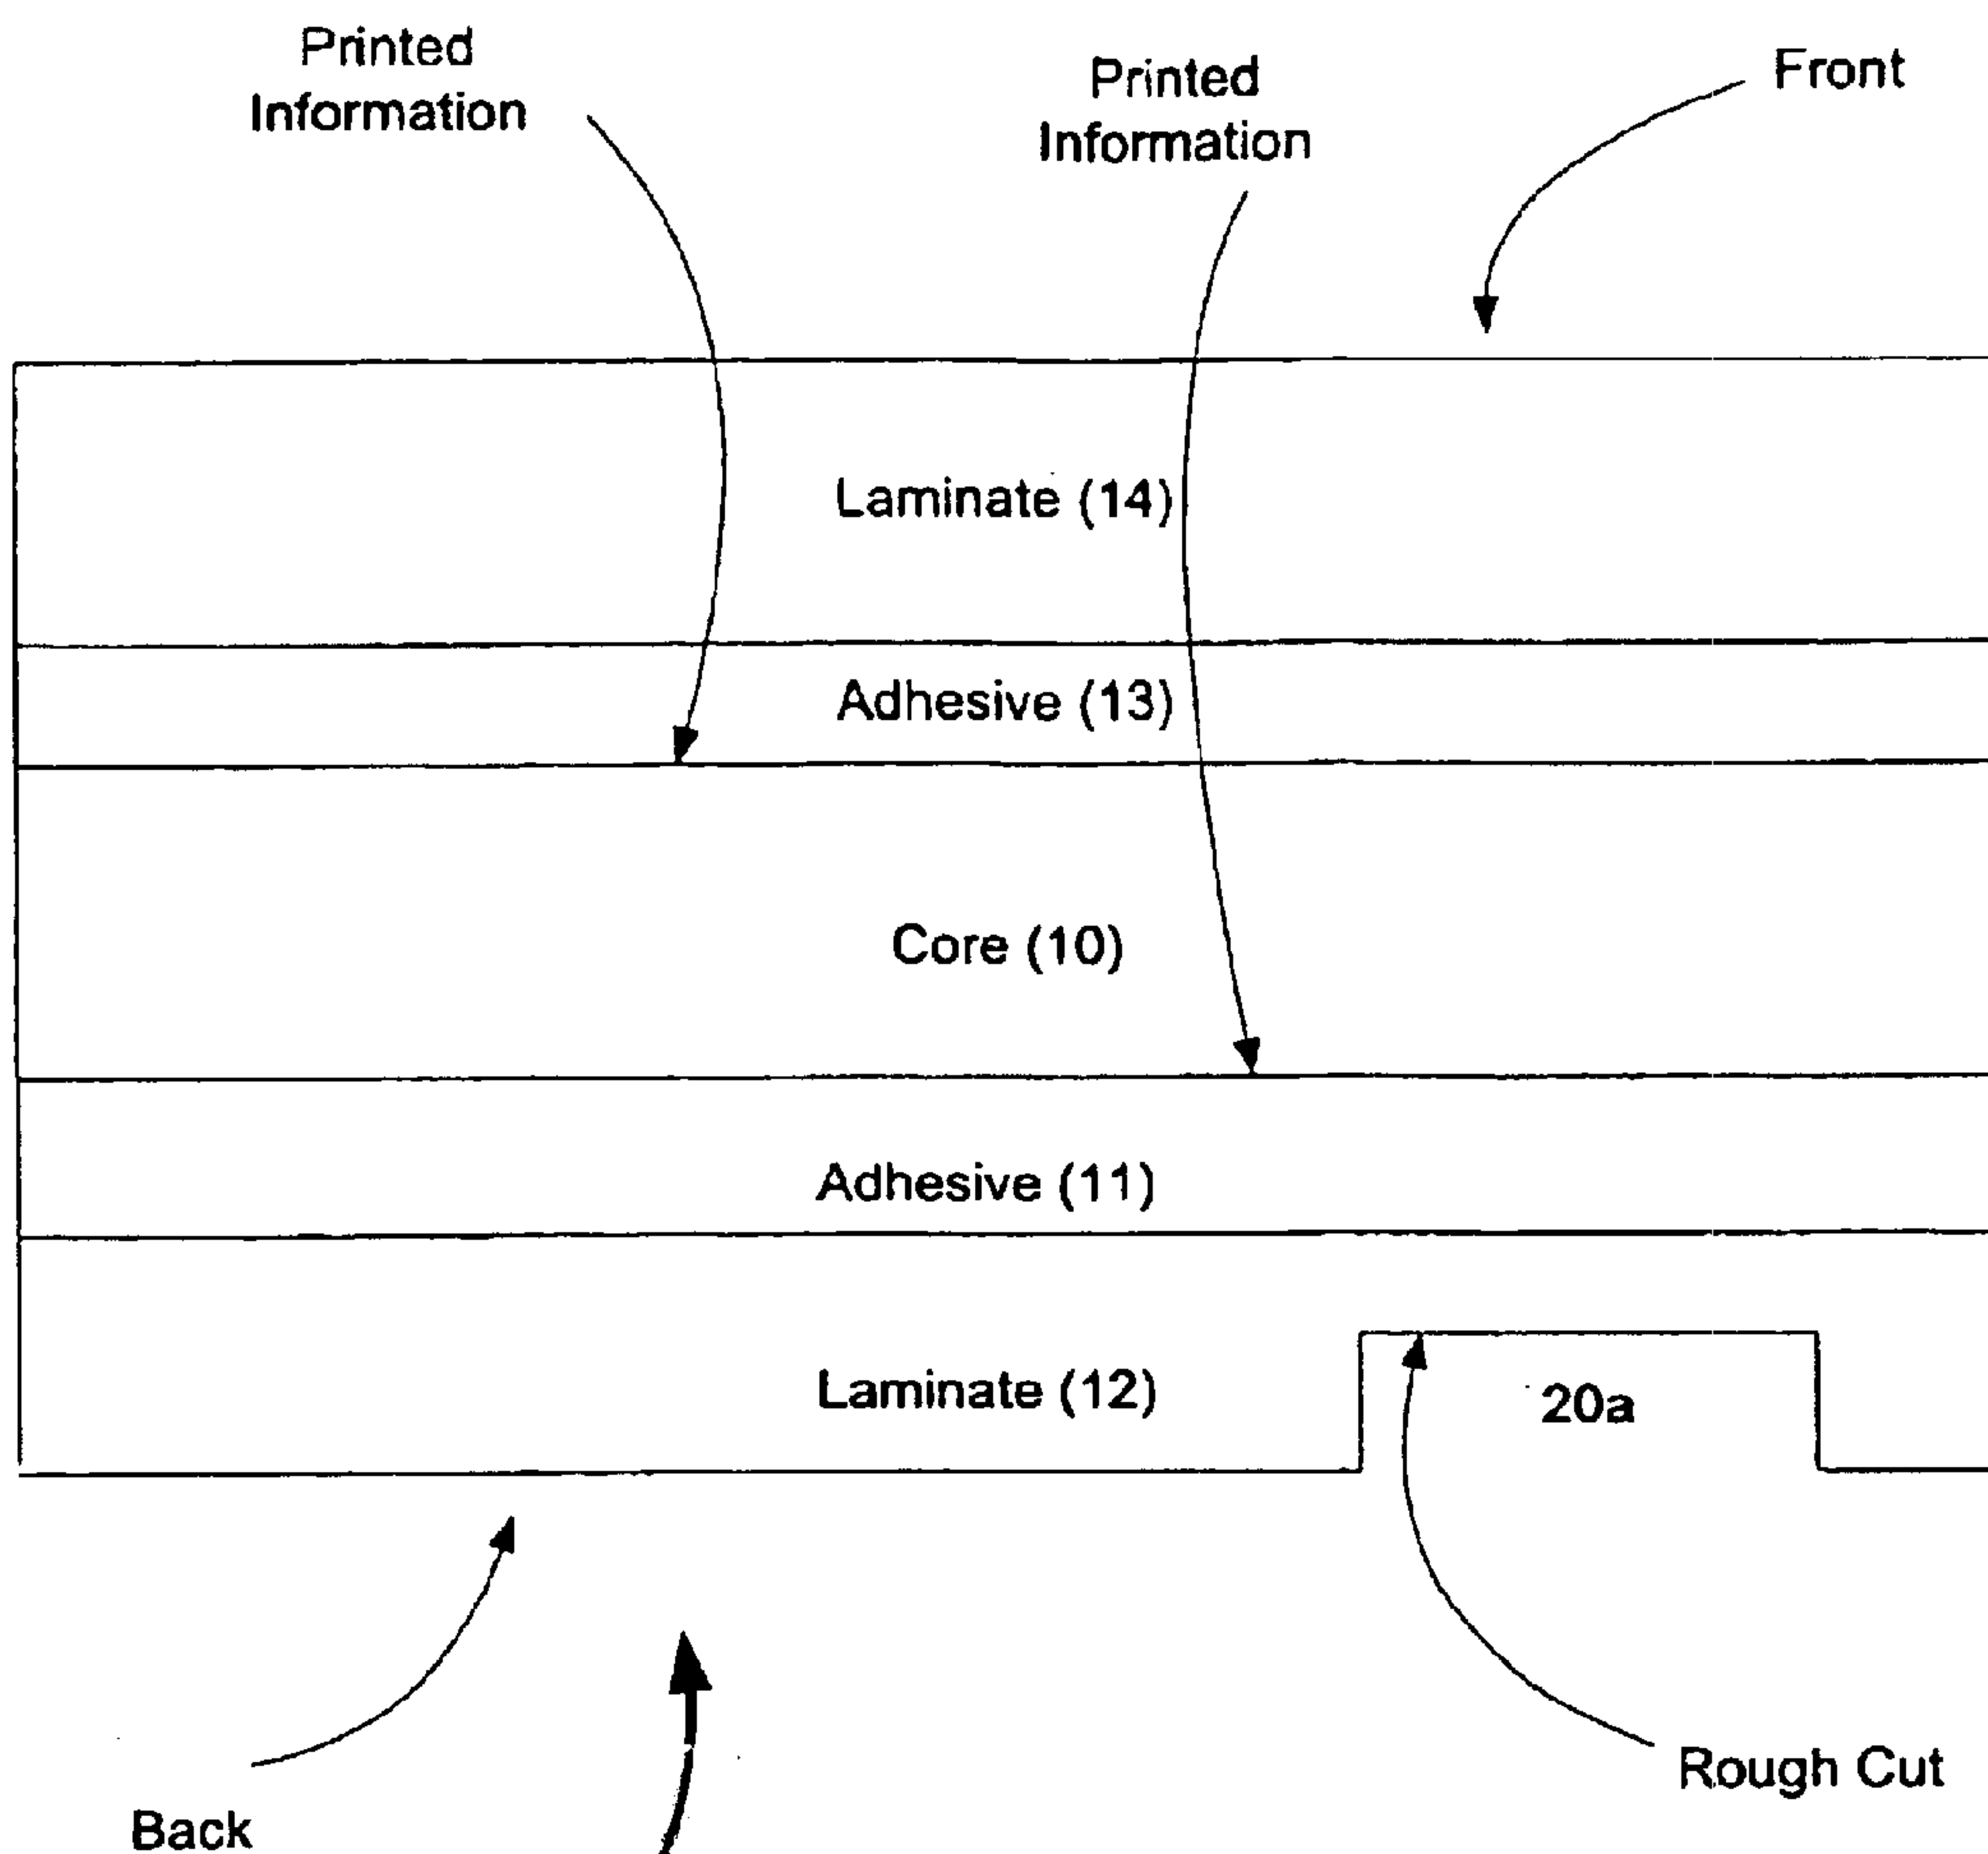 Printed
Information
Printed
Information
Front
Laminate (14)
Adhesive (13)
Core (10)
Adhesive (11)
Laminate (12)
20a
Rough Cut
Back